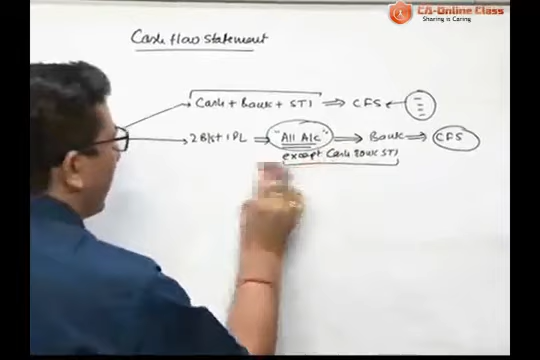 CA-Online Class
Sharing is Caring
Cash flow statement
Cash + Bank + STI ⇒ CFS ←
2 B/s + 1 PL ⇒ "All A/c" ⇒ Bank ⇒ CFS
except Cash Bank STI